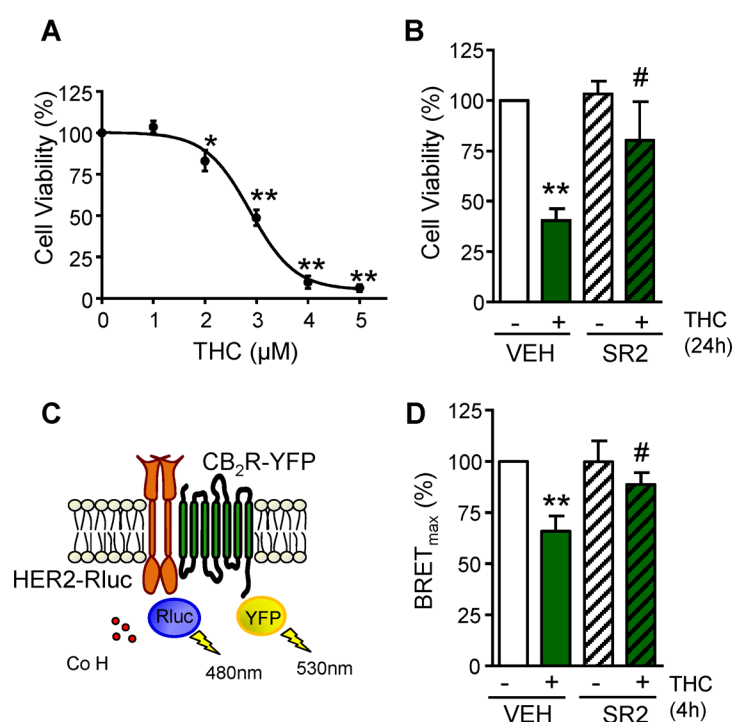 A
Cell Viability (%)
125
100
75
50
25
0
*
**
**
**
0 1 2 3 4 5
THC (µM)
B
Cell Viability (%)
125
100
75
50
25
0
**
#
- + - + THC
VEH SR2 (24h)
C
CB₂R-YFP
HER2-Rluc
Rluc
YFP
Co H
480nm
530nm
D
BRETmax (%)
125
100
75
50
25
0
**
#
- + - + THC
VEH SR2 (4h)